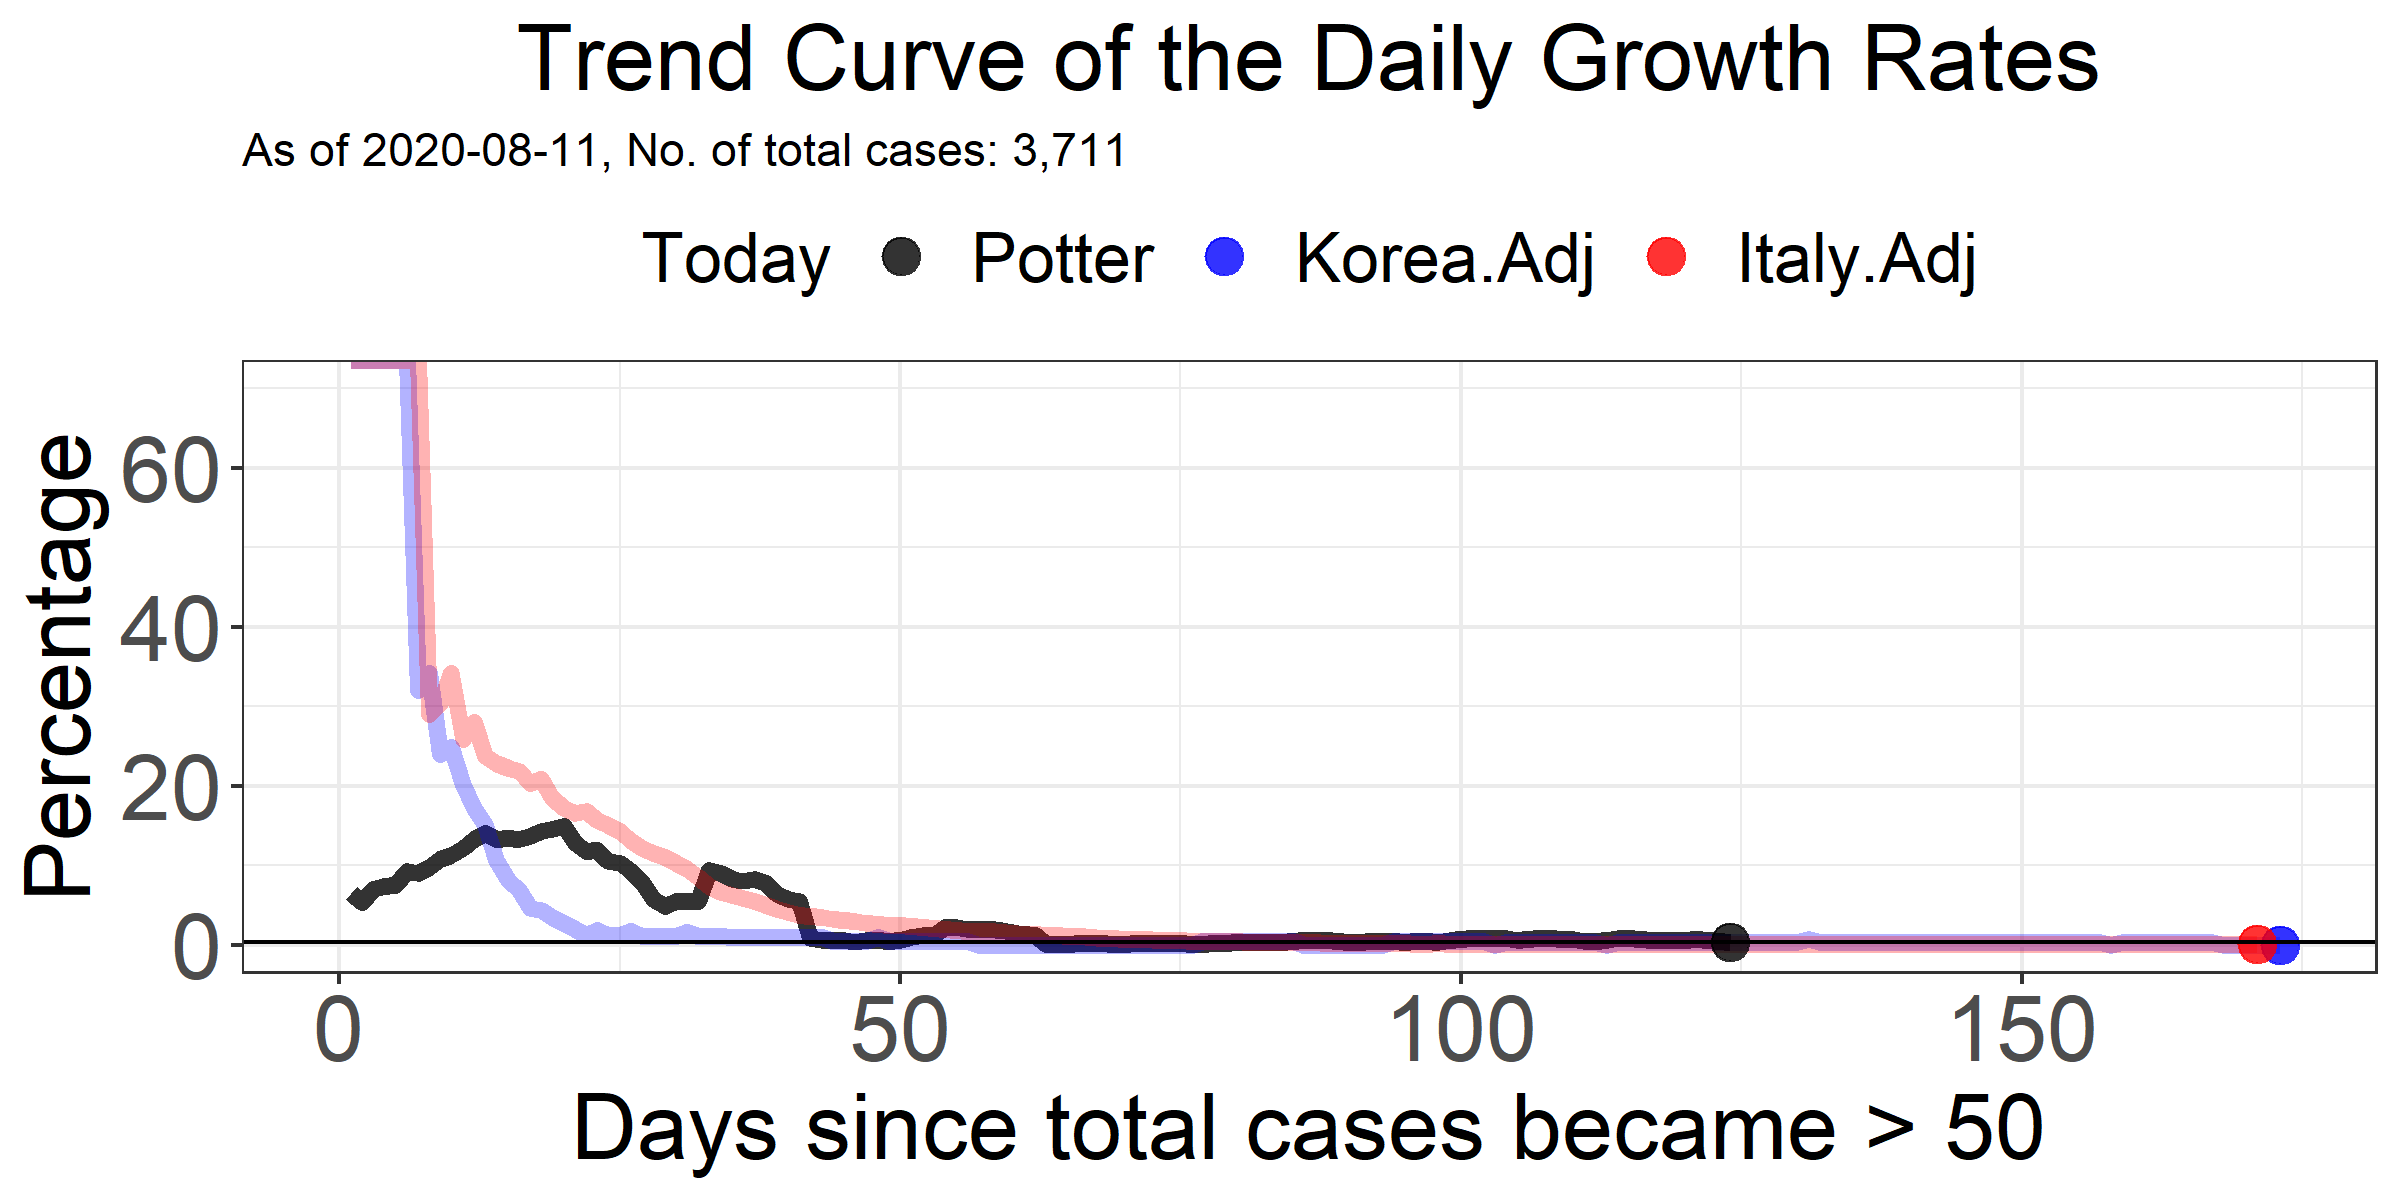 Trend Curve of the Daily Growth Rates
As of 2020-08-11, No. of total cases: 3,711
Today Potter Korea.Adj Italy.Adj
Percentage
60
40
20
0
0 50 100 150
Days since total cases became > 50